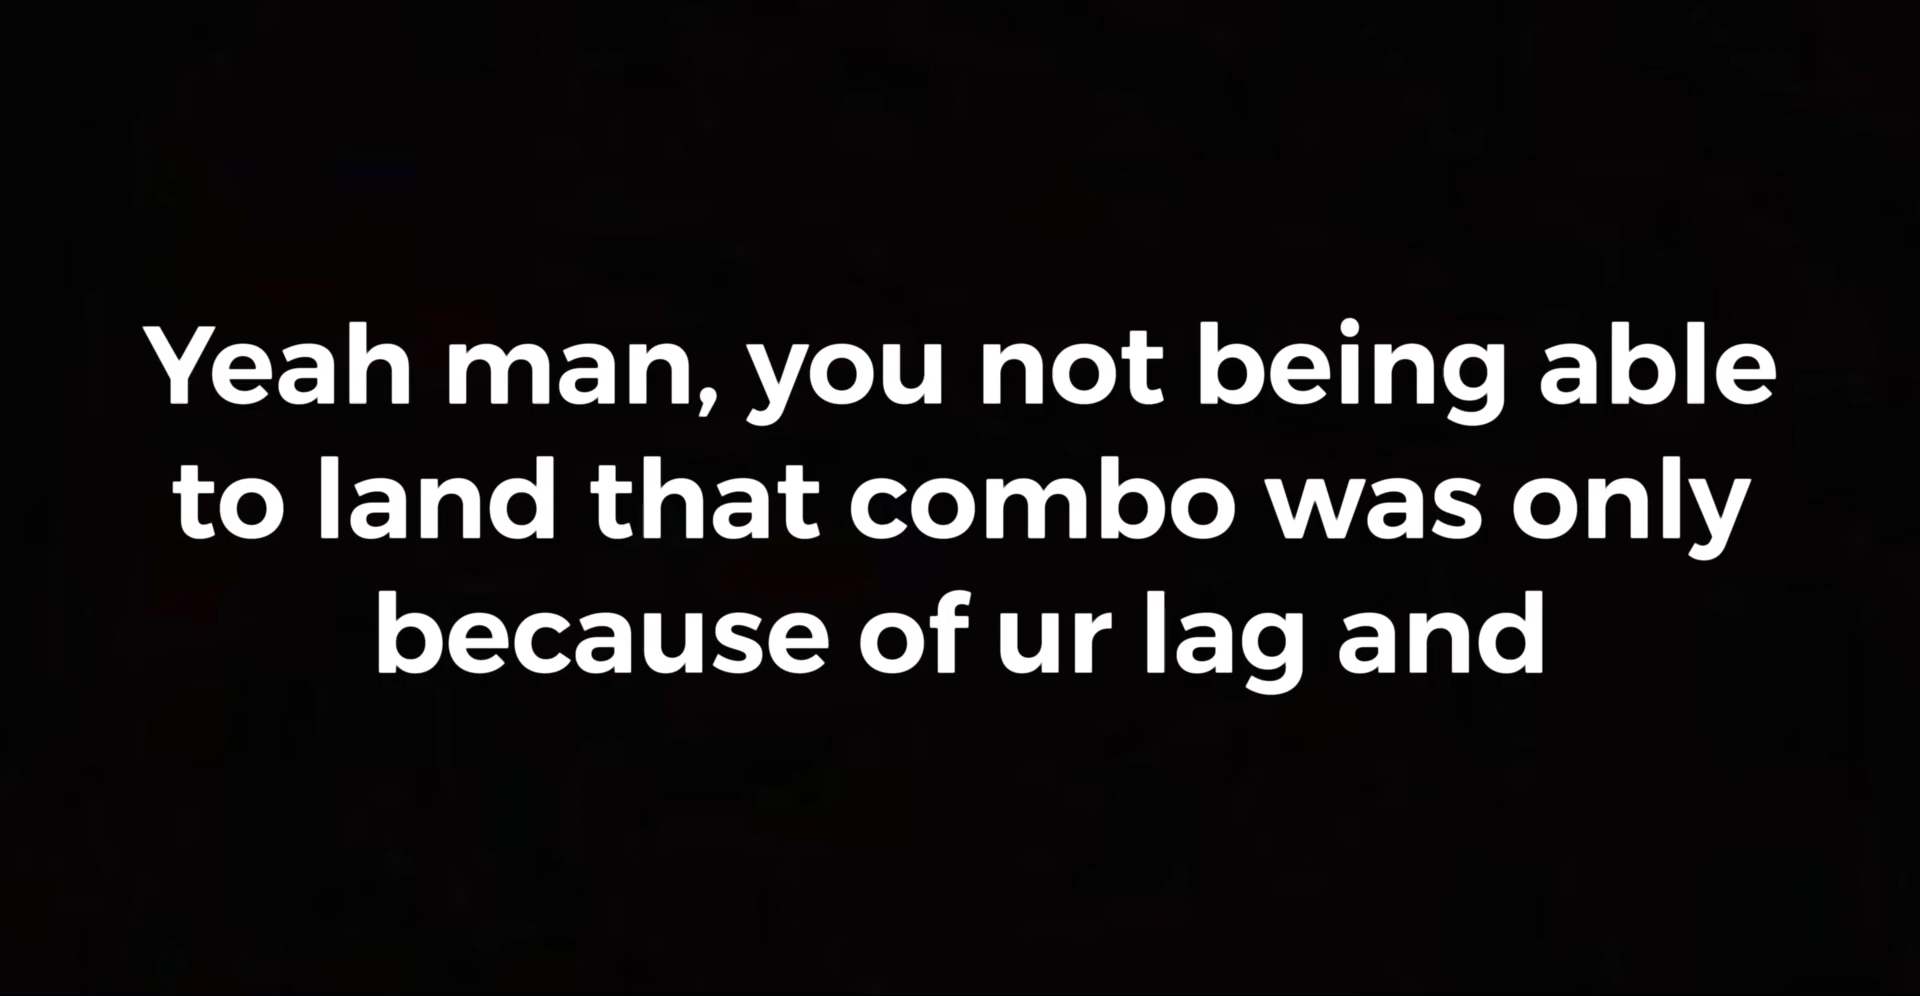 Yeah man, you not being able
to land that combo was only
because of ur lag and